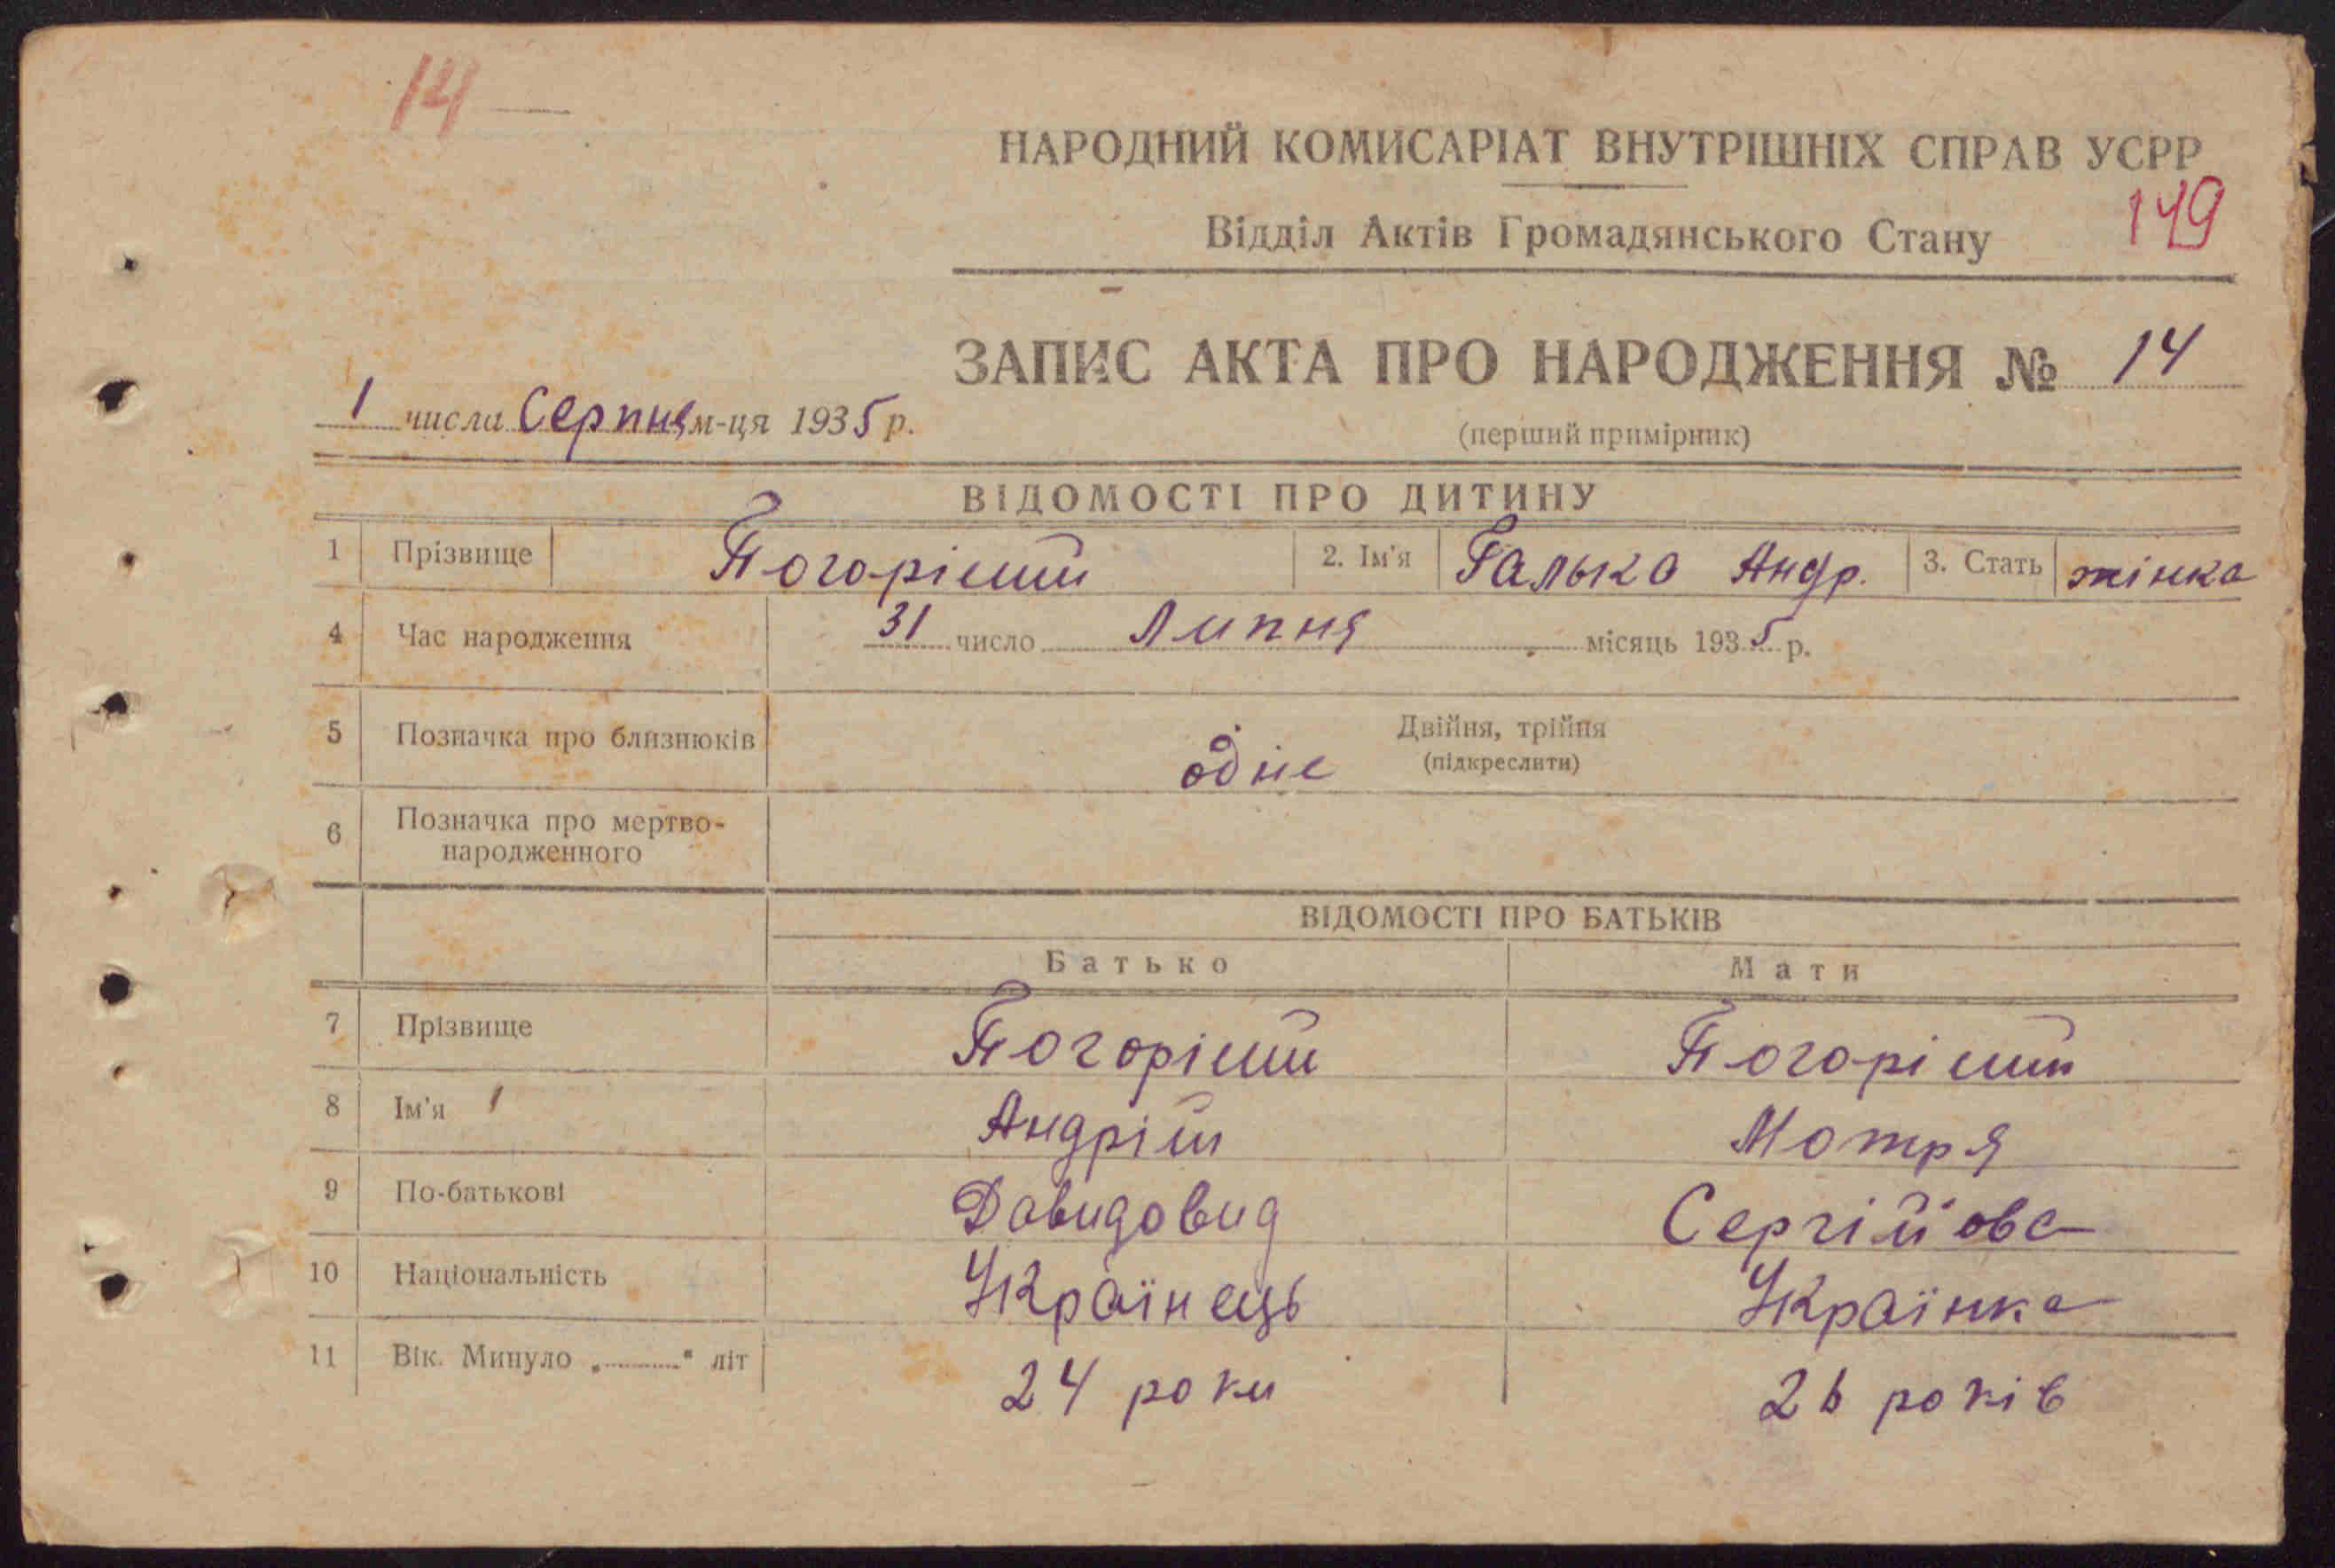 14
НАРОДНИЙ КОМИСАРІАТ ВНУТРІШНІХ СПРАВ УСРР
149
Відділ Актів Громадянського Стану
ЗАПИС АКТА ПРО НАРОДЖЕННЯ № 14
1 числа Серпня м-ця 1935 р.
(перший примірник)
ВІДОМОСТІ ПРО ДИТИНУ
1 Прізвище Погорілий 2. Ім'я Галька Андр. 3. Стать жінка
4 Час народження 31 число Липня місяць 1935 р.
5 Позначка про близнюків одне Двійня, трійня
(підкреслити)
6 Позначка про мертво-
народженного
ВІДОМОСТІ ПРО БАТЬКІВ
Батько Мати
7 Прізвище Погорілий Погорілий
8 Ім'я Андрій Мотря
9 По-батькові Давидовид Сергійова
10 Національність Українець Українка
11 Вік. Минуло „..........“ літ 24 роки 26 років